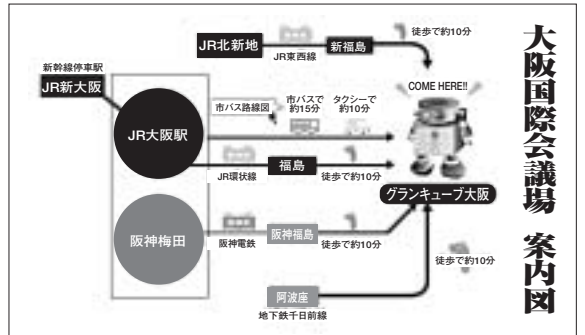 大阪国際会議場 案内図
JR北新地
JR東西線
新福島
徒歩で約10分
新幹線停車駅
JR新大阪
COME HERE!!
JR大阪駅
市バス路線図
市バスで
約15分
タクシーで
約10分
JR環状線
福島
徒歩で約10分
グランキューブ大阪
阪神梅田
阪神電鉄
阪神福島
徒歩で約10分
徒歩で約10分
阿波座
地下鉄千日前線